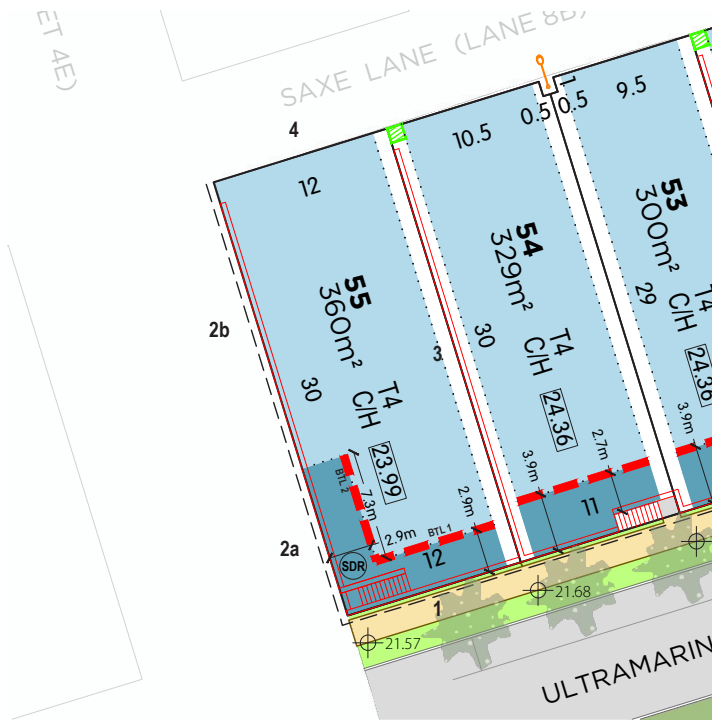 ET 4E)
SAXE LANE (LANE 8B)
4
12
10.5
0.5
1
0.5
9.5
55
360m²
30
T4
C/H
23.99
54
329m²
30
T4
C/H
24.36
53
300m²
29
T4
C/H
24.36
2b
3
2a
BTL 2
7.3m
2.9m
BTL 1
2.9m
3.9m
2.7m
3.9m
SDR
12
11
1
21.68
21.57
ULTRAMARIN